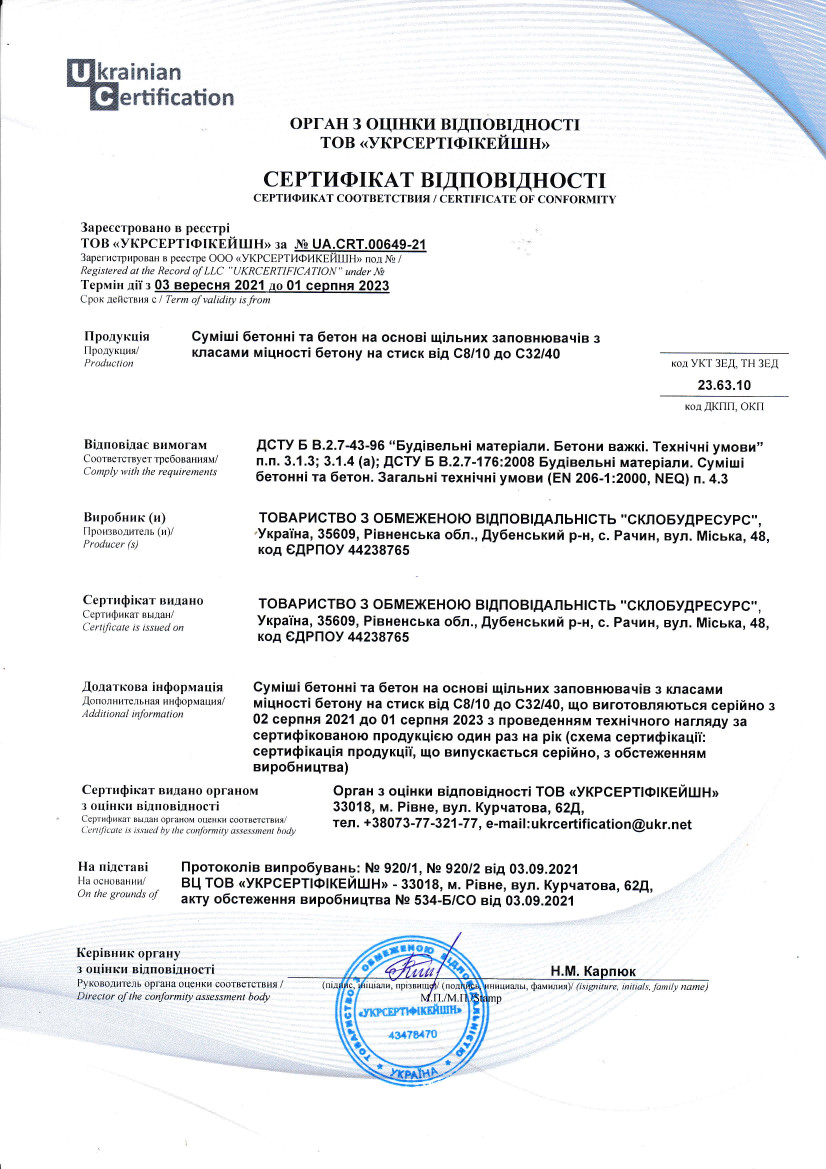 Ukrainian
Certification
ОРГАН З ОЦІНКИ ВІДПОВІДНОСТІ
ТОВ «УКРСЕРТІФІКЕЙШН»
СЕРТИФІКАТ ВІДПОВІДНОСТІ
СЕРТИФИКАТ СООТВЕТСТВИЯ / CERTIFICATE OF CONFORMITY
Зареєстровано в реєстрі
ТОВ «УКРСЕРТІФІКЕЙШН» за № UA.CRT.00649-21
Зарегистрирован в реестре ООО «УКРСЕРТИФИКЕЙШН» под № /
Registered at the Record of LLC "UKRCERTIFICATION" under №
Термін дії з 03 вересня 2021 до 01 серпня 2023
Срок действия с / Term of validity is from
Продукція
Продукция/
Production
Суміші бетонні та бетон на основі щільних заповнювачів з
класами міцності бетону на стиск від С8/10 до С32/40
код УКТ ЗЕД, ТН ЗЕД
23.63.10
код ДКПП, ОКП
Відповідає вимогам
Соответствует требованиям/
Comply with the requirements
ДСТУ Б В.2.7-43-96 “Будівельні матеріали. Бетони важкі. Технічні умови”
п.п. 3.1.3; 3.1.4 (а); ДСТУ Б В.2.7-176:2008 Будівельні матеріали. Суміші
бетонні та бетон. Загальні технічні умови (EN 206-1:2000, NEQ) п. 4.3
Виробник (и)
Производитель (и)/
Producer (s)
ТОВАРИСТВО З ОБМЕЖЕНОЮ ВІДПОВІДАЛЬНІСТЬ "СКЛОБУДРЕСУРС",
Україна, 35609, Рівненська обл., Дубенський р-н, с. Рачин, вул. Міська, 48,
код ЄДРПОУ 44238765
Сертифікат видано
Сертификат выдан/
Certificate is issued on
ТОВАРИСТВО З ОБМЕЖЕНОЮ ВІДПОВІДАЛЬНІСТЬ "СКЛОБУДРЕСУРС",
Україна, 35609, Рівненська обл., Дубенський р-н, с. Рачин, вул. Міська, 48,
код ЄДРПОУ 44238765
Додаткова інформація
Дополнительная информация/
Additional information
Суміші бетонні та бетон на основі щільних заповнювачів з класами
міцності бетону на стиск від С8/10 до С32/40, що виготовляються серійно з
02 серпня 2021 до 01 серпня 2023 з проведенням технічного нагляду за
сертифікованою продукцією один раз на рік (схема сертифікації:
сертифікація продукції, що випускається серійно, з обстеженням
виробництва)
Сертифікат видано органом
з оцінки відповідності
Сертификат выдан органом оценки соответствия/
Certificate is issued by the conformity assessment body
Орган з оцінки відповідності ТОВ «УКРСЕРТІФІКЕЙШН»
33018, м. Рівне, вул. Курчатова, 62Д,
тел. +38073-77-321-77, e-mail:ukrcertification@ukr.net
На підставі
На основании/
On the grounds of
Протоколів випробувань: № 920/1, № 920/2 від 03.09.2021
ВЦ ТОВ «УКРСЕРТІФІКЕЙШН» - 33018, м. Рівне, вул. Курчатова, 62Д,
акту обстеження виробництва № 534-Б/СО від 03.09.2021
Керівник органу
з оцінки відповідності
Руководитель органа оценки соответствия /
Director of the conformity assessment body
Н.М. Карпюк
(підпис, ініціали, прізвище)/ (подпись, инициалы, фамилия)/ (isigniture, initials, family name)
М.П./М.П./Stamp
ТОВАРИСТВО З ОБМЕЖЕНОЮ ВІДПОВІДАЛЬНІСТЮ
«УКРСЕРТІФІКЕЙШН»
43478470
* УКРАЇНА *